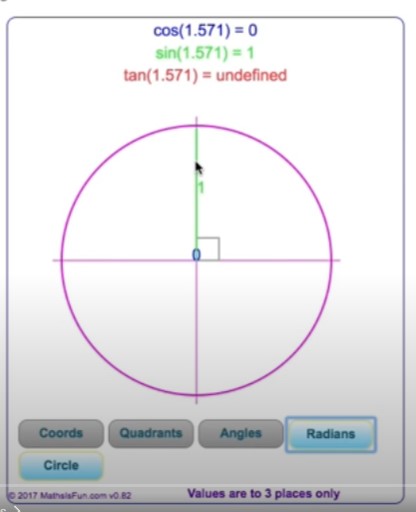 cos(1.571) = 0
sin(1.571) = 1
tan(1.571) = undefined
1
0
Coords Quadrants Angles Radians
Circle
© 2017 MathsIsFun.com v0.82 Values are to 3 places only